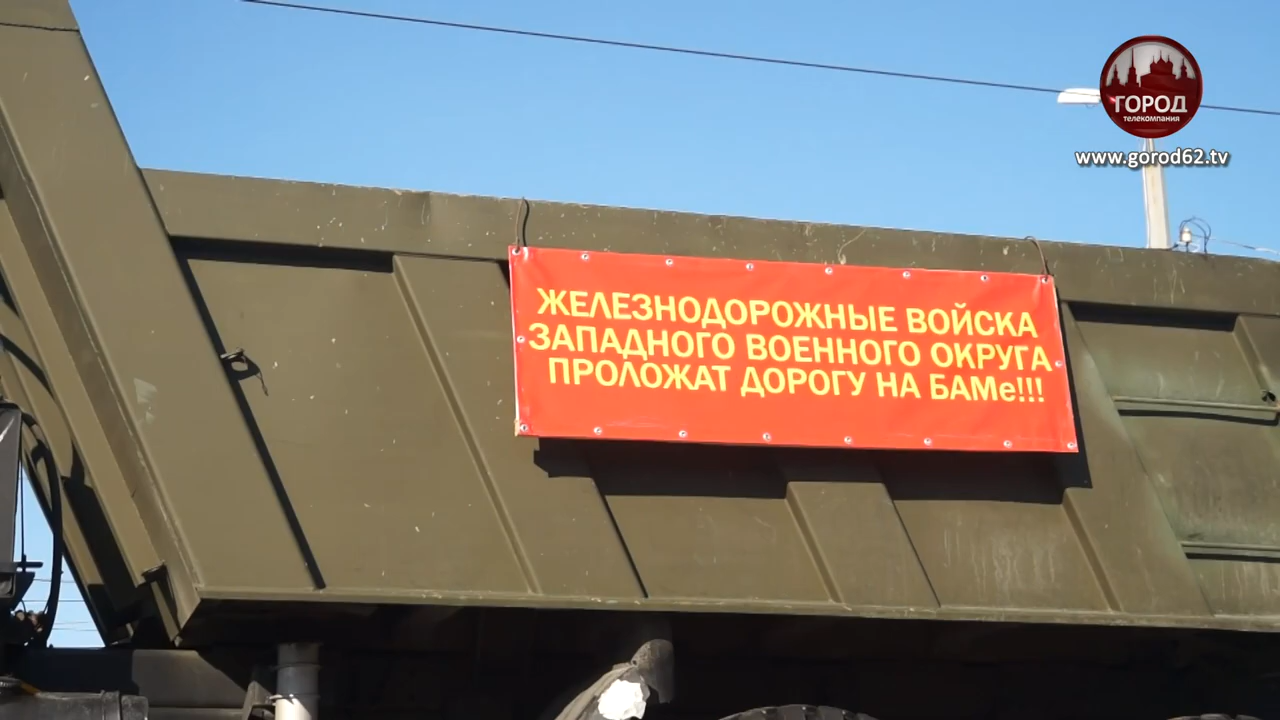 ГОРОД
телекомпания
www.gorod62.tv
ЖЕЛЕЗНОДОРОЖНЫЕ ВОЙСКА
ЗАПАДНОГО ВОЕННОГО ОКРУГА
ПРОЛОЖАТ ДОРОГУ НА БАМе!!!